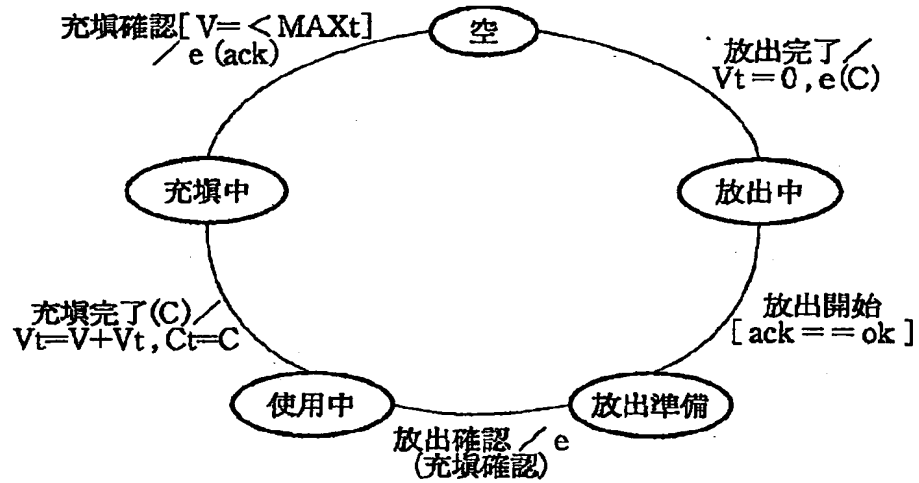 充填確認[ V=<MAXt]
／e(ack)
空
放出完了／
Vt=0,e(C)
充填中
放出中
充填完了(C)／
Vt=V+Vt,Ct=C
放出開始
[ack==ok]
使用中
放出準備
放出確認／e
(充填確認)